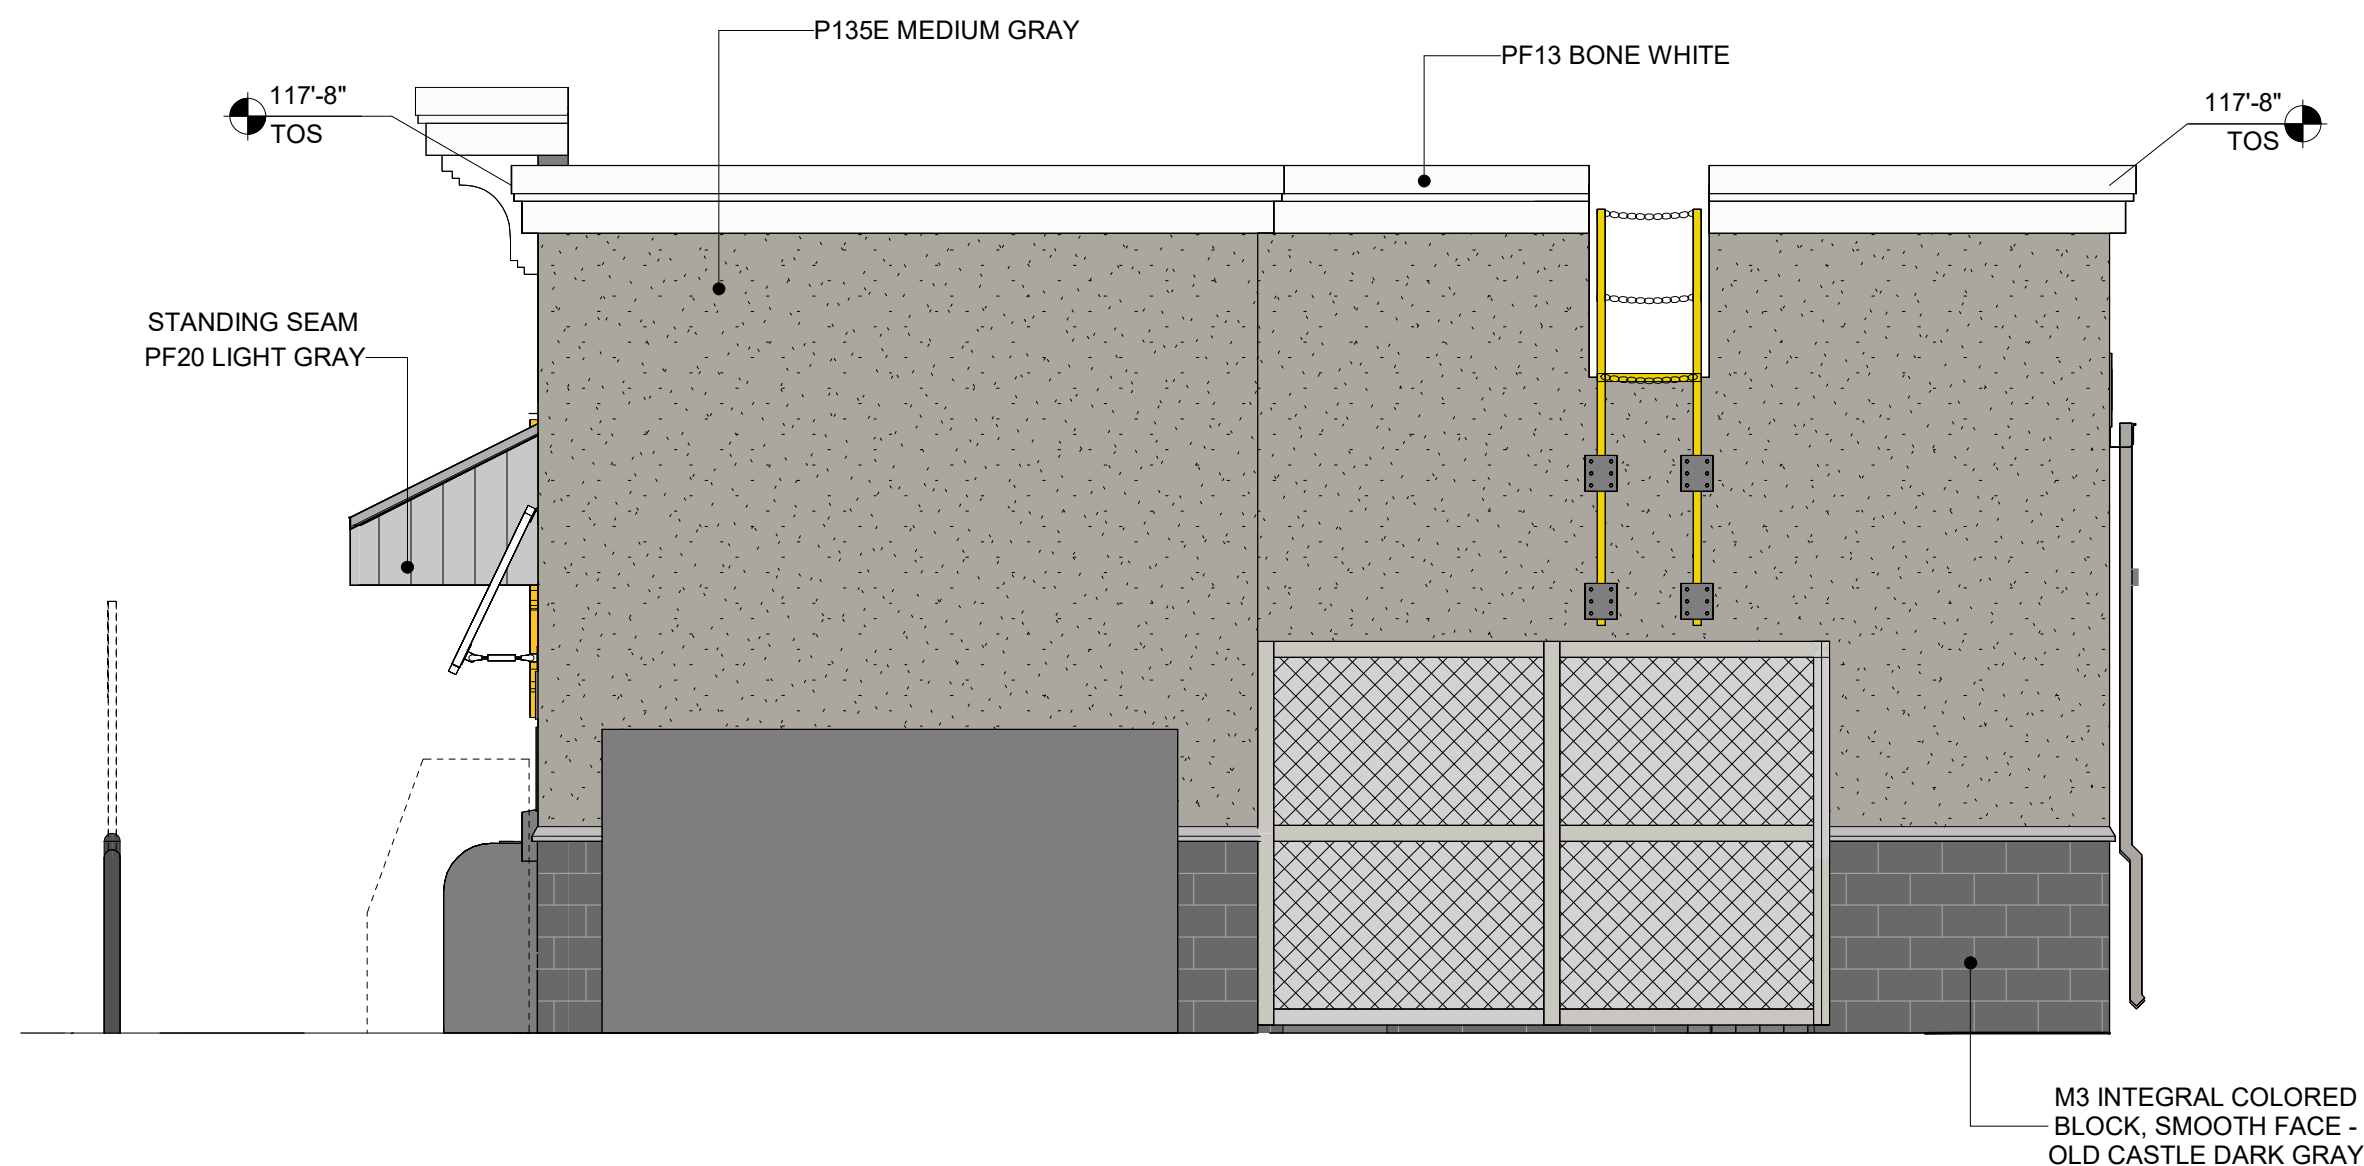 P135E MEDIUM GRAY
PF13 BONE WHITE
117'-8"
TOS
117'-8"
TOS
STANDING SEAM
PF20 LIGHT GRAY
M3 INTEGRAL COLORED
BLOCK, SMOOTH FACE -
OLD CASTLE DARK GRAY